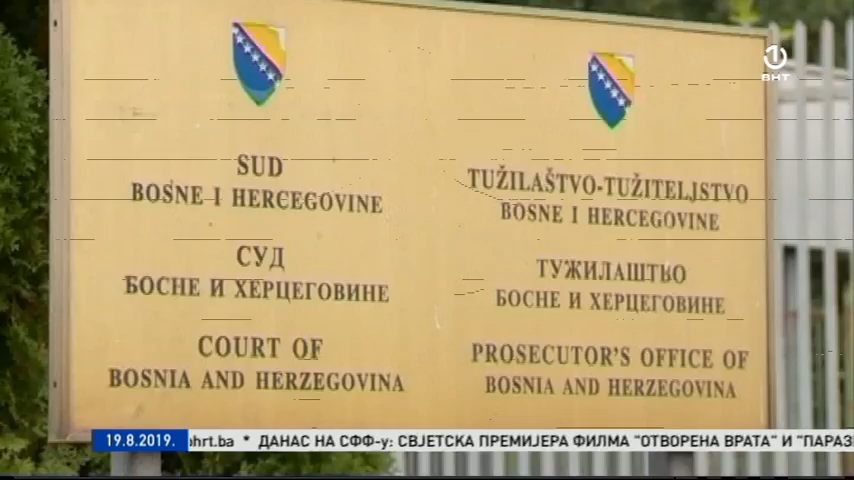 SUD
BOSNE I HERCEGOVINE
СУД
БОСНЕ И ХЕРЦЕГОВИНЕ
COURT OF
BOSNIA AND HERZEGOVINA
TUŽILAŠTVO-TUŽITELJSTVO
BOSNE I HERCEGOVINE
ТУЖИЛАШТВО
БОСНЕ И ХЕРЦЕГОВИНЕ
PROSECUTOR'S OFFICE OF
BOSNIA AND HERZEGOVINA
1
БНТ
19.8.2019. bhrt.ba * ДАНАС НА СФФ-у: СВЈЕТСКА ПРЕМИЈЕРА ФИЛМА "ОТВОРЕНА ВРАТА" И "ПАРАЗ